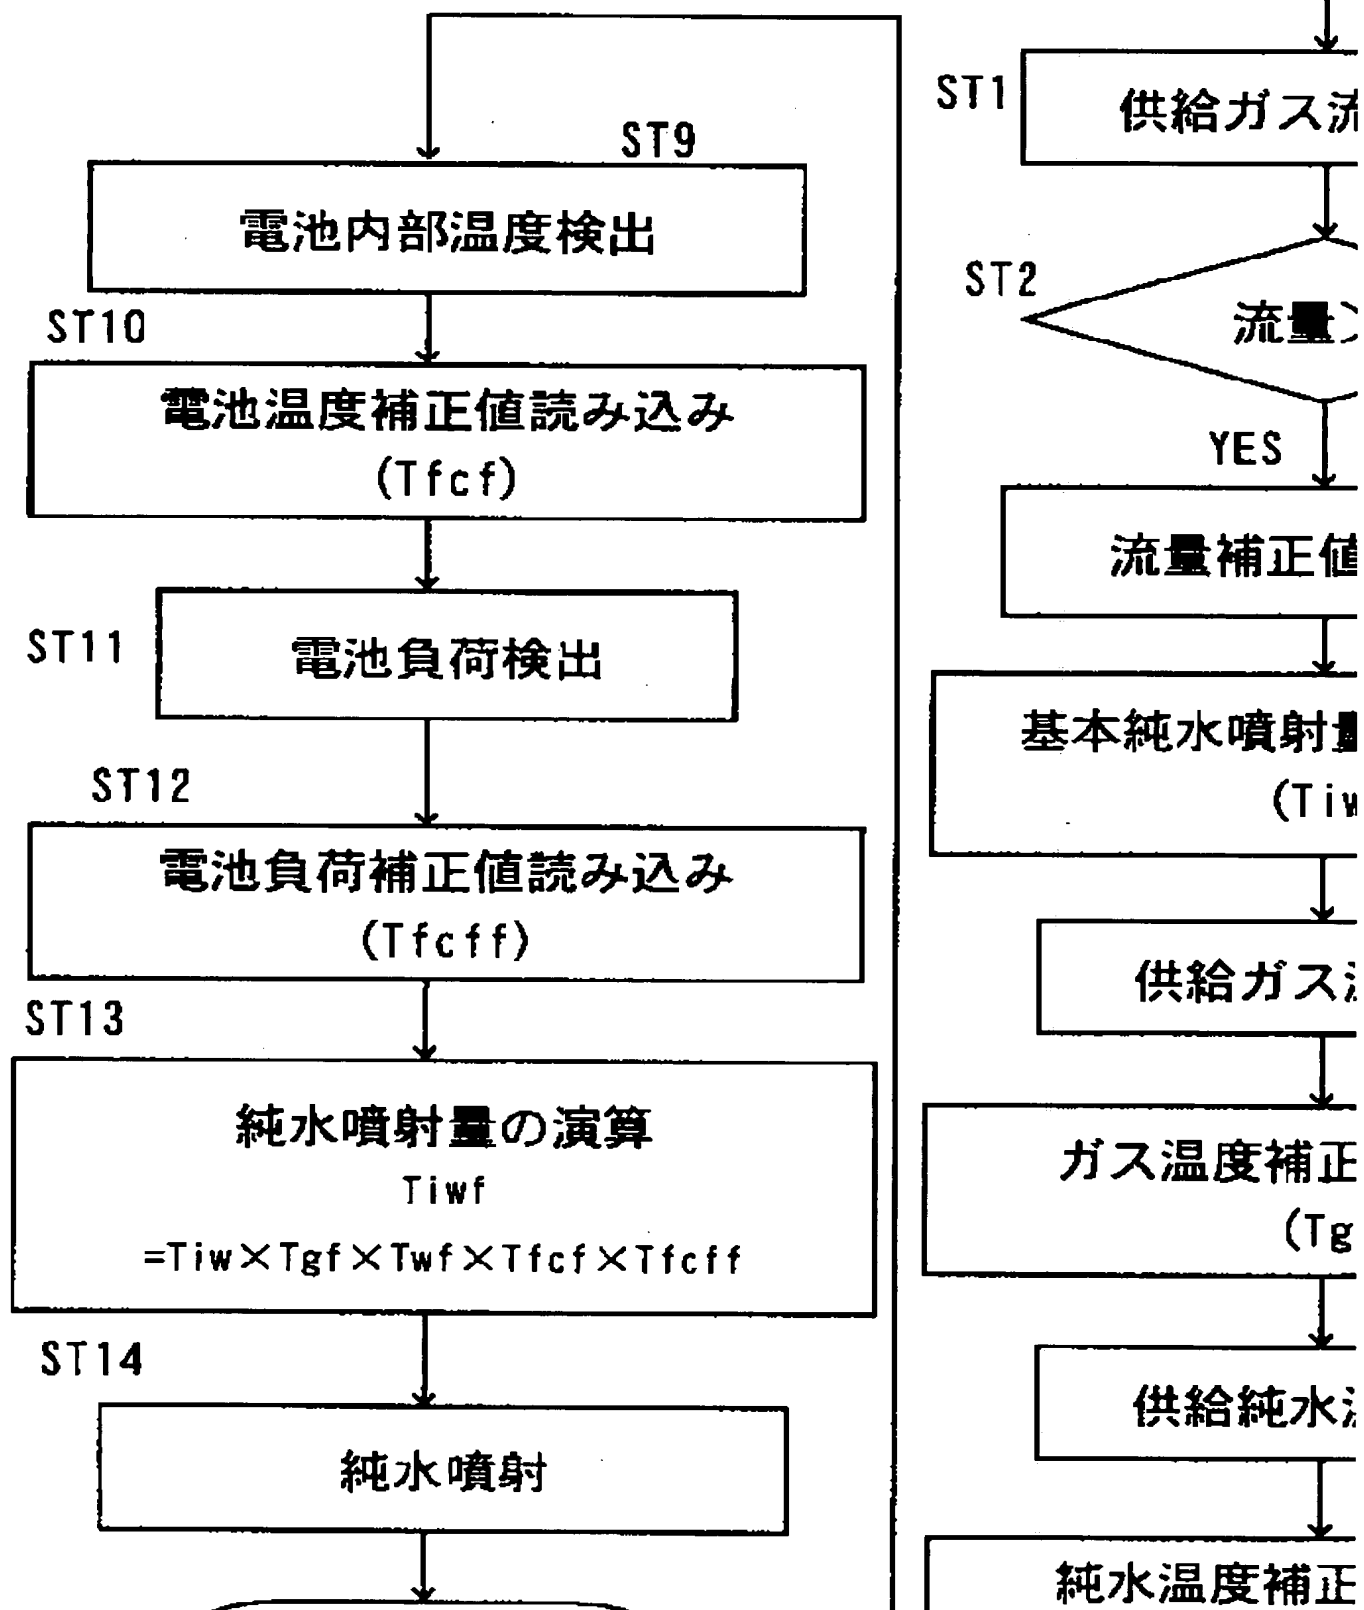 ST9
電池内部温度検出
ST10
電池温度補正値読み込み
(Tfcf)
ST11
電池負荷検出
ST12
電池負荷補正値読み込み
(Tfcff)
ST13
純水噴射量の演算
Tiwf
=Tiw×Tgf×Twf×Tfcf×Tfcff
ST14
純水噴射
ST1
供給ガス流
ST2
流量>
YES
流量補正値
基本純水噴射量
(Tiw
供給ガス
ガス温度補正
(Tg
供給純水
純水温度補正